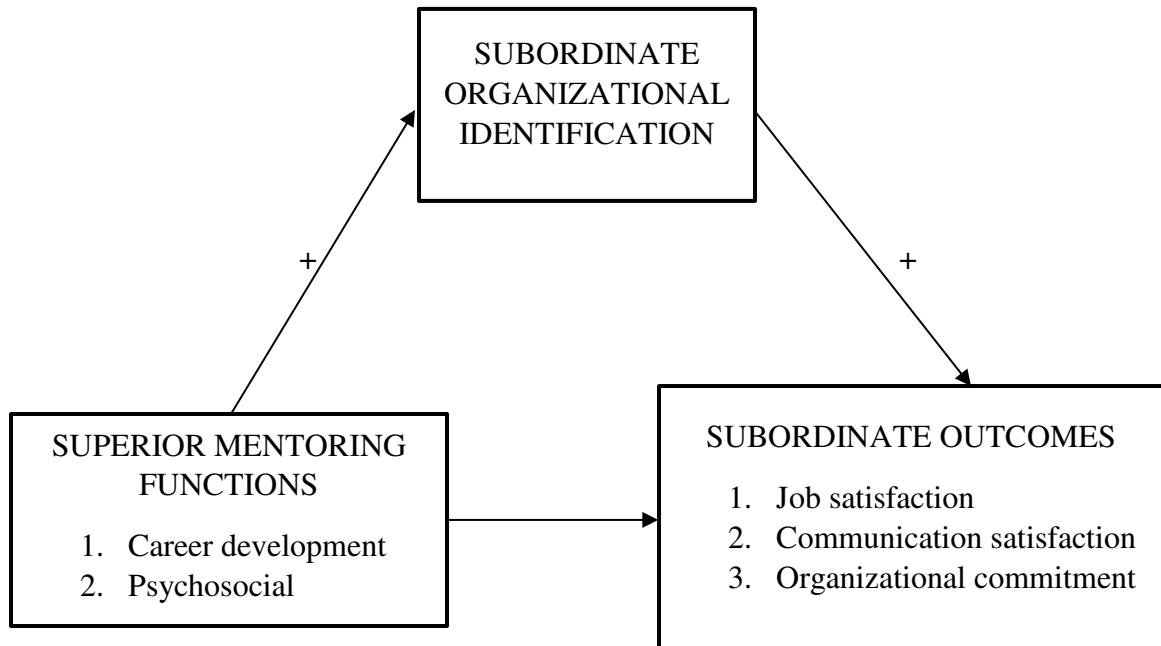 SUBORDINATE
ORGANIZATIONAL
IDENTIFICATION
+
+
SUPERIOR MENTORING
FUNCTIONS
1. Career development
2. Psychosocial
SUBORDINATE OUTCOMES
1. Job satisfaction
2. Communication satisfaction
3. Organizational commitment